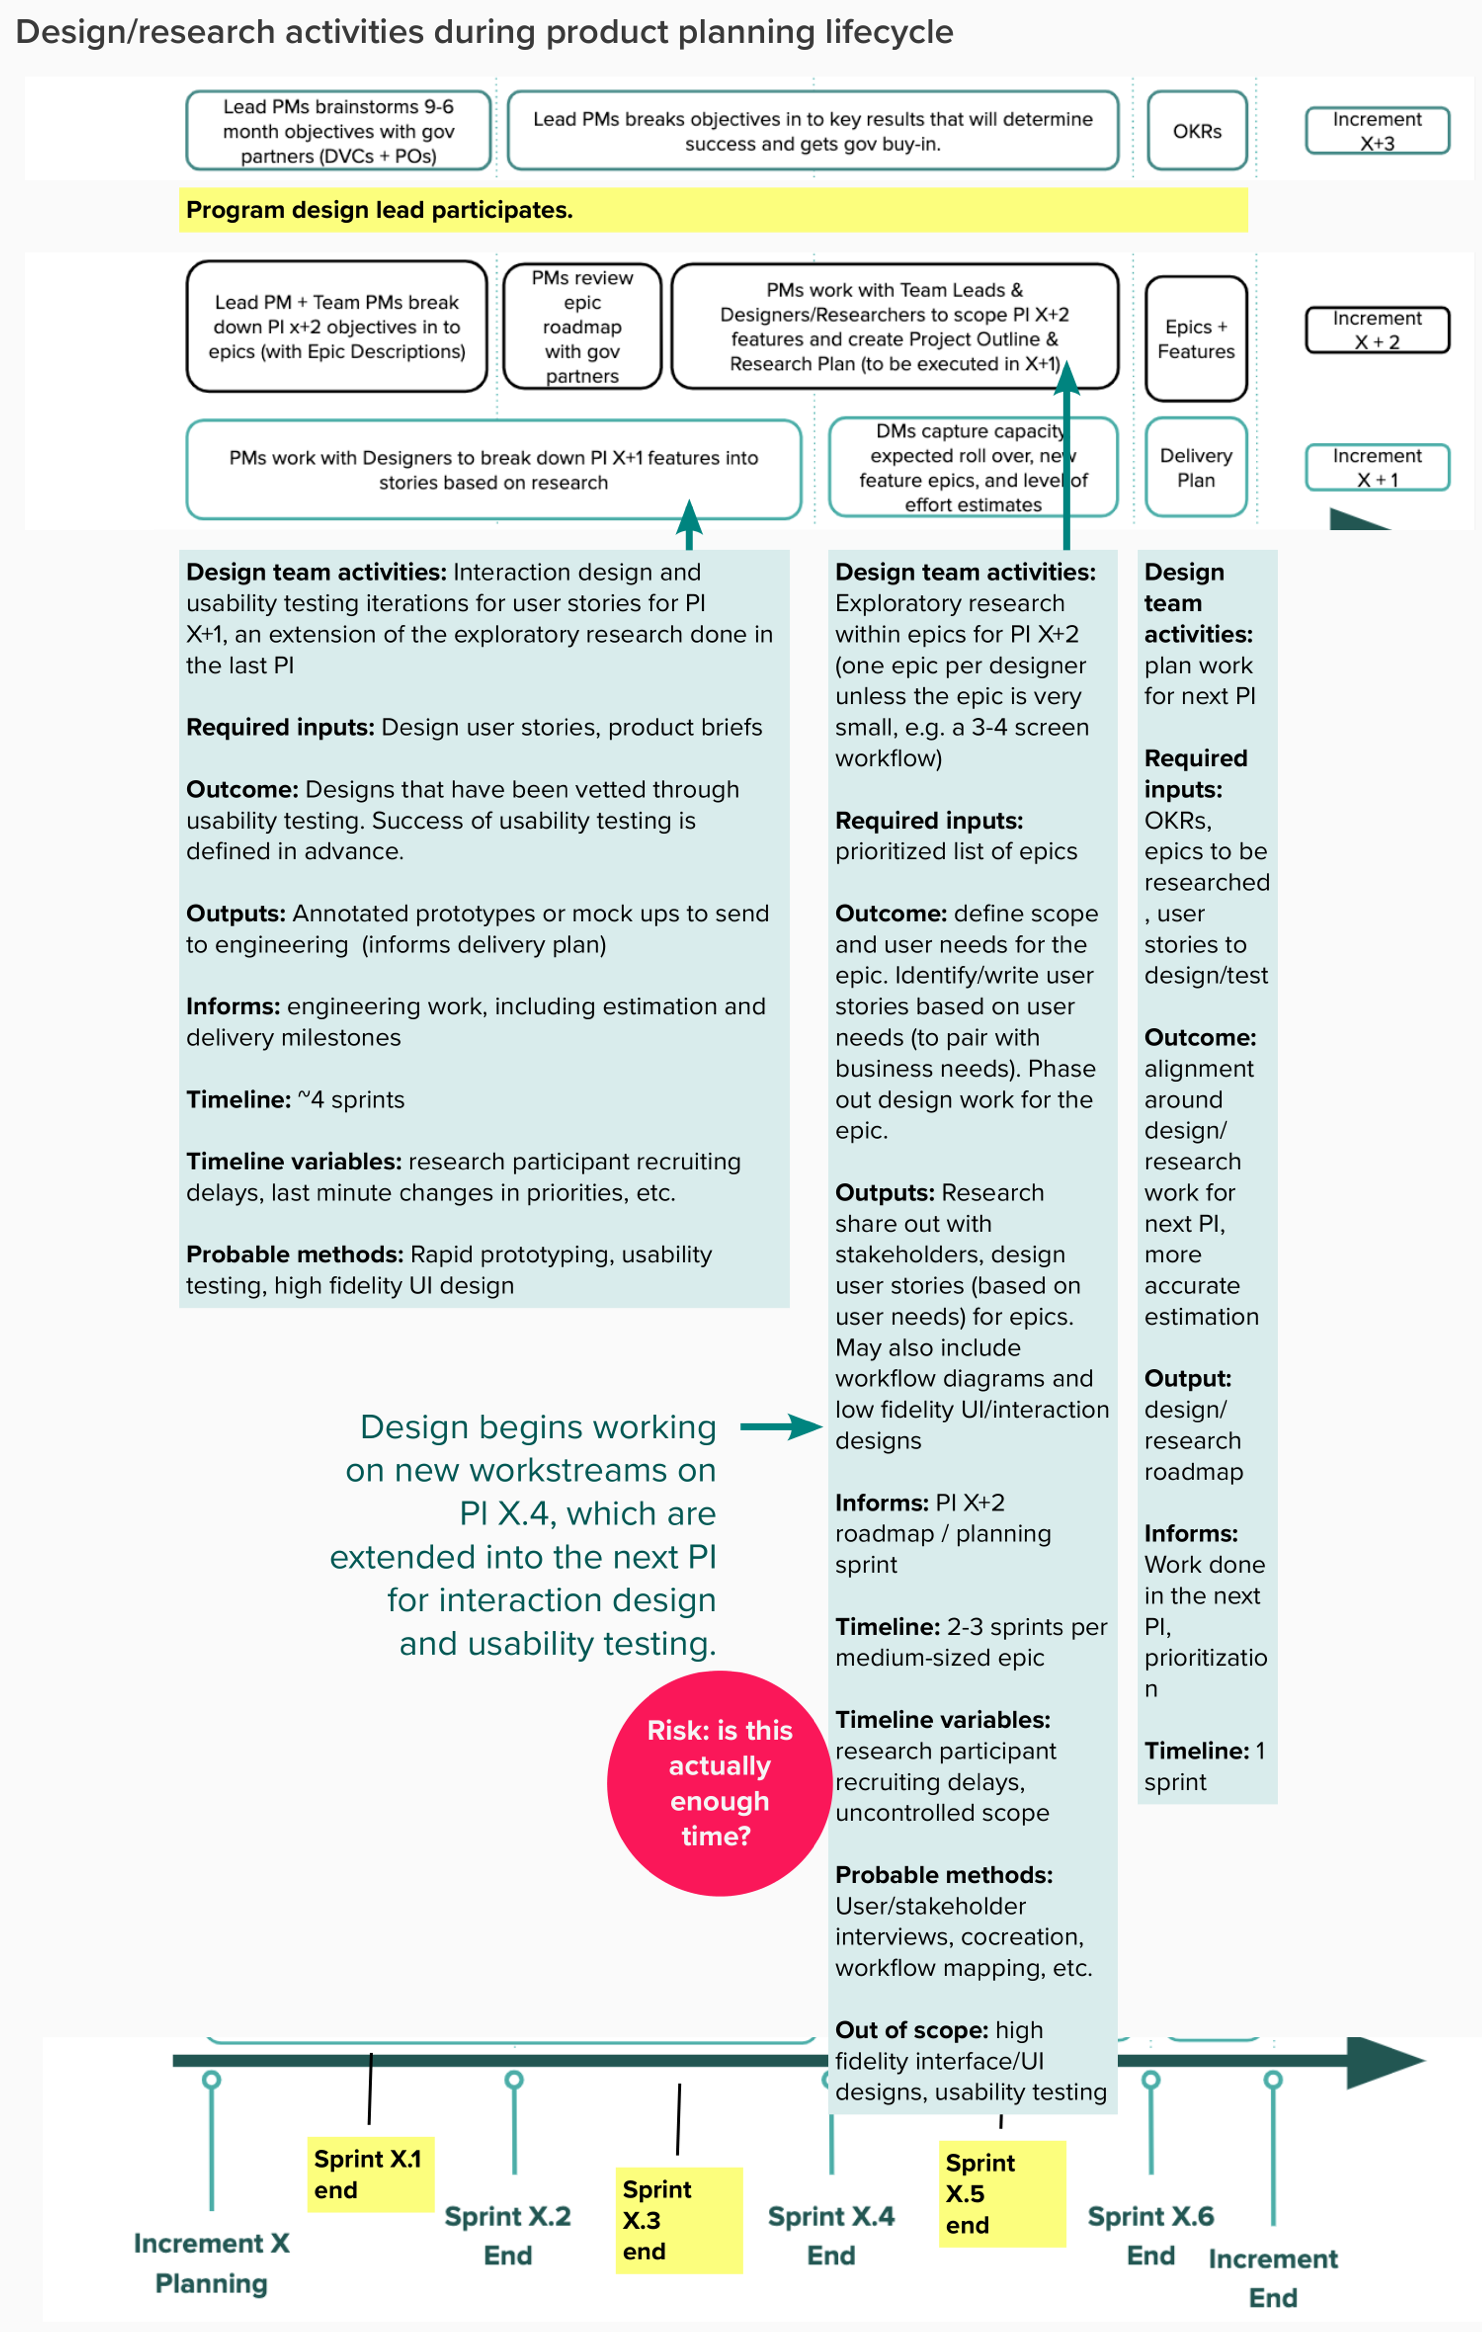 Design/research activities during product planning lifecycle
Lead PMs brainstorms 9-6
month objectives with gov
partners (DVCs + POs)
Lead PMs breaks objectives in to key results that will determine
success and gets gov buy-in.
OKRs
Increment
X+3
Program design lead participates.
Lead PM + Team PMs break
down PI x+2 objectives in to
epics (with Epic Descriptions)
PMs review
epic
roadmap
with gov
partners
PMs work with Team Leads &
Designers/Researchers to scope PI X+2
features and create Project Outline &
Research Plan (to be executed in X+1)
Epics +
Features
Increment
X + 2
PMs work with Designers to break down PI X+1 features into
stories based on research
DMs capture capacity
expected roll over, new
feature epics, and level of
effort estimates
Delivery
Plan
Increment
X + 1
Design team activities: Interaction design and
usability testing iterations for user stories for PI
X+1, an extension of the exploratory research done in
the last PI
Required inputs: Design user stories, product briefs
Outcome: Designs that have been vetted through
usability testing. Success of usability testing is
defined in advance.
Outputs: Annotated prototypes or mock ups to send
to engineering  (informs delivery plan)
Informs: engineering work, including estimation and
delivery milestones
Timeline: ~4 sprints
Timeline variables: research participant recruiting
delays, last minute changes in priorities, etc.
Probable methods: Rapid prototyping, usability
testing, high fidelity UI design
Design begins working
on new workstreams on
PI X.4, which are
extended into the next PI
for interaction design
and usability testing.
Risk: is this
actually
enough
time?
Design team activities:
Exploratory research
within epics for PI X+2
(one epic per designer
unless the epic is very
small, e.g. a 3-4 screen
workflow)
Required inputs:
prioritized list of epics
Outcome: define scope
and user needs for the
epic. Identify/write user
stories based on user
needs (to pair with
business needs). Phase
out design work for the
epic.
Outputs: Research
share out with
stakeholders, design
user stories (based on
user needs) for epics.
May also include
workflow diagrams and
low fidelity UI/interaction
designs
Informs: PI X+2
roadmap / planning
sprint
Timeline: 2-3 sprints per
medium-sized epic
Timeline variables:
research participant
recruiting delays,
uncontrolled scope
Probable methods:
User/stakeholder
interviews, cocreation,
workflow mapping, etc.
Out of scope: high
fidelity interface/UI
designs, usability testing
Design
team
activities:
plan work
for next PI
Required
inputs:
OKRs,
epics to be
researched
, user
stories to
design/test
Outcome:
alignment
around
design/
research
work for
next PI,
more
accurate
estimation
Output:
design/
research
roadmap
Informs:
Work done
in the next
PI,
prioritizatio
n
Timeline: 1
sprint
Increment X
Planning
Sprint X.1
end
Sprint X.2
End
Sprint
X.3
end
Sprint X.4
End
Sprint
X.5
end
Sprint X.6
End
Increment
End